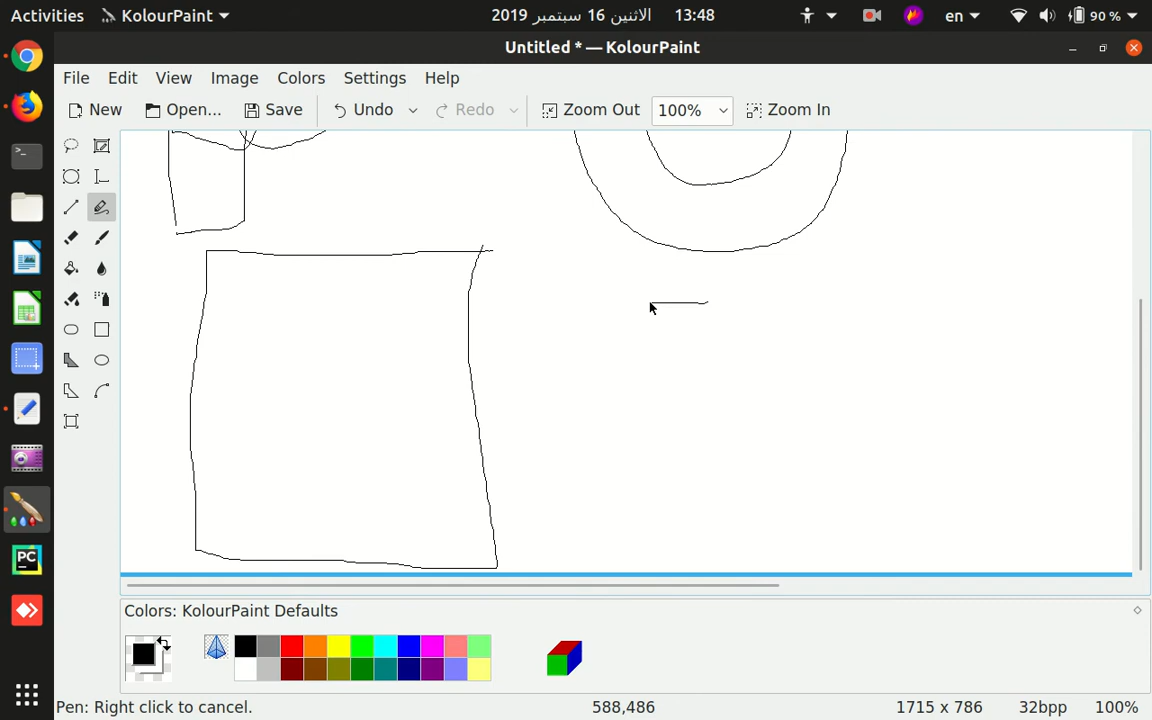 Activities KolourPaint الاثنين 16 سبتمبر 2019 13:48 en 90 %
Untitled * — KolourPaint
File Edit View Image Colors Settings Help
New Open... Save Undo Redo Zoom Out 100% Zoom In
PC
Colors: KolourPaint Defaults
Pen: Right click to cancel. 588,486 1715 x 786 32bpp 100%